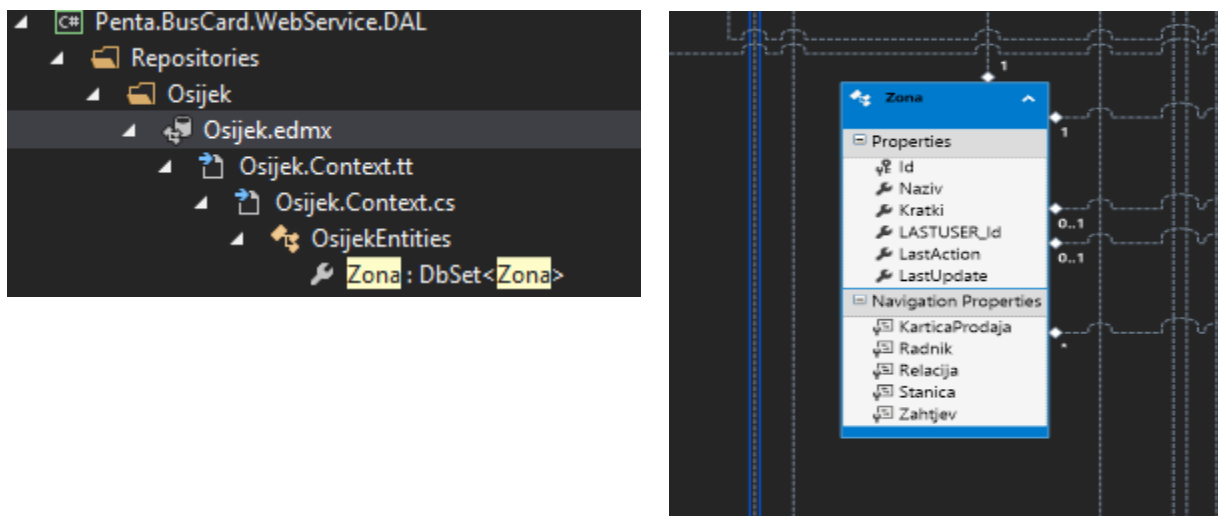 C# Penta.BusCard.WebService.DAL
Repositories
Osijek
Osijek.edmx
Osijek.Context.tt
Osijek.Context.cs
OsijekEntities
Zona : DbSet<Zona>
1
Zona
1
Properties
Id
Naziv
Kratki
0..1
LASTUSER_Id
LastAction
0..1
LastUpdate
Navigation Properties
KarticaProdaja
Radnik
*
Relacija
Stanica
Zahtjev